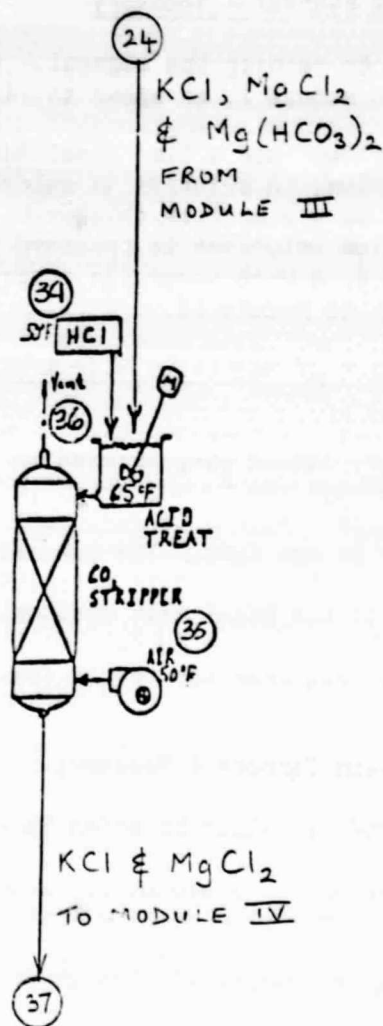 24
KCl, MgCl2
& Mg(HCO3)2
FROM
MODULE III
34
HCl
Vent
36
M
65°F
ACID
TREAT
CO2
STRIPPER
35
AIR
50°F
KCl & MgCl2
TO MODULE IV
37